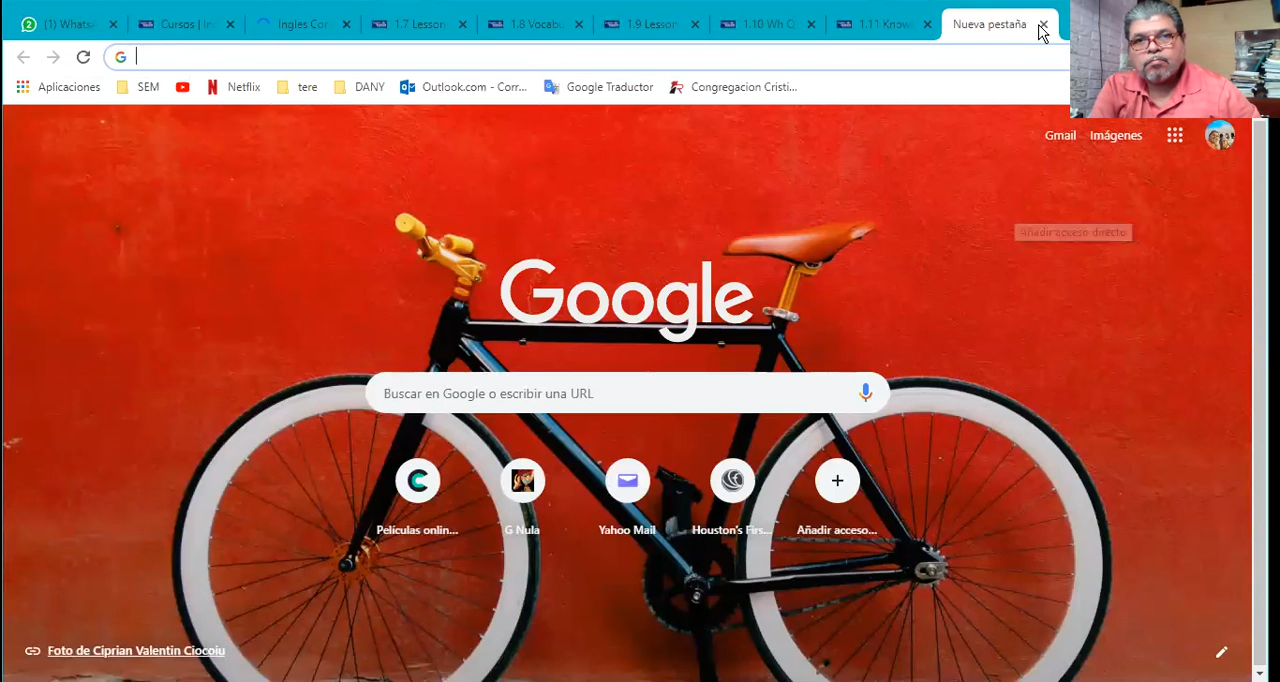 (1) Whats
Cursos | In
Ingles Cor
1.7 Lesson
1.8 Vocabu
1.9 Lesson
1.10 Wh Q
1.11 Know
Nueva pestaña
Aplicaciones
SEM
Netflix
tere
DANY
Outlook.com - Corr...
Google Traductor
Congregacion Cristi...
Gmail
Imágenes
Añadir acceso directo
Google
Buscar en Google o escribir una URL
Películas onlin...
G Nula
Yahoo Mail
Houston's Firs...
Añadir acceso...
Foto de Ciprian Valentin Ciocoiu